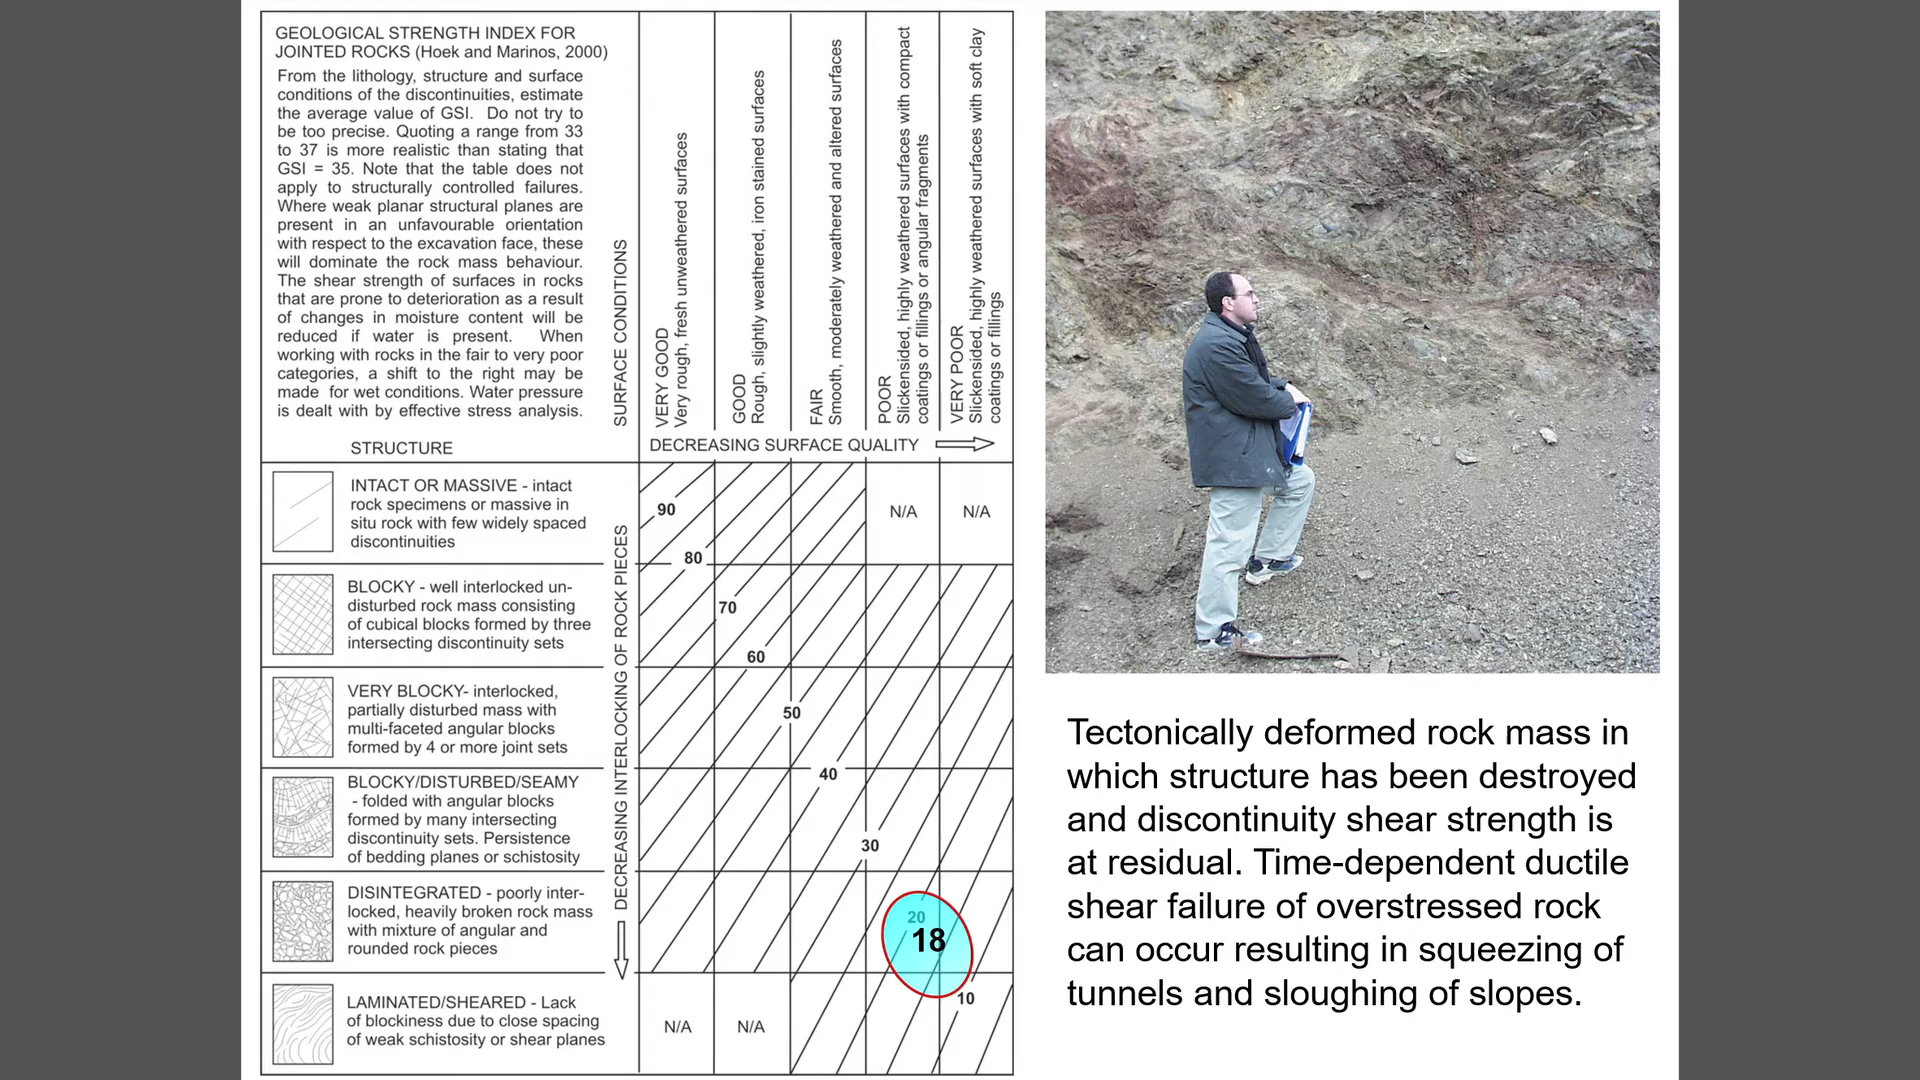 GEOLOGICAL STRENGTH INDEX FOR
JOINTED ROCKS (Hoek and Marinos, 2000)
From the lithology, structure and surface
conditions of the discontinuities, estimate
the average value of GSI. Do not try to
be too precise. Quoting a range from 33
to 37 is more realistic than stating that
GSI = 35. Note that the table does not
apply to structurally controlled failures.
Where weak planar structural planes are
present in an unfavourable orientation
with respect to the excavation face, these
will dominate the rock mass behaviour.
The shear strength of surfaces in rocks
that are prone to deterioration as a result
of changes in moisture content will be
reduced if water is present. When
working with rocks in the fair to very poor
categories, a shift to the right may be
made for wet conditions. Water pressure
is dealt with by effective stress analysis.
STRUCTURE
SURFACE CONDITIONS
VERY GOOD
Very rough, fresh unweathered surfaces
GOOD
Rough, slightly weathered, iron stained surfaces
FAIR
Smooth, moderately weathered and altered surfaces
POOR
Slickensided, highly weathered surfaces with compact
coatings or fillings or angular fragments
VERY POOR
Slickensided, highly weathered surfaces with soft clay
coatings or fillings
DECREASING SURFACE QUALITY
DECREASING INTERLOCKING OF ROCK PIECES
INTACT OR MASSIVE - intact
rock specimens or massive in
situ rock with few widely spaced
discontinuities
90
N/A
N/A
80
BLOCKY - well interlocked un-
disturbed rock mass consisting
of cubical blocks formed by three
intersecting discontinuity sets
70
60
VERY BLOCKY- interlocked,
partially disturbed mass with
multi-faceted angular blocks
formed by 4 or more joint sets
50
40
BLOCKY/DISTURBED/SEAMY
- folded with angular blocks
formed by many intersecting
discontinuity sets. Persistence
of bedding planes or schistosity
30
DISINTEGRATED - poorly inter-
locked, heavily broken rock mass
with mixture of angular and
rounded rock pieces
20
18
10
LAMINATED/SHEARED - Lack
of blockiness due to close spacing
of weak schistosity or shear planes
N/A
N/A
Tectonically deformed rock mass in
which structure has been destroyed
and discontinuity shear strength is
at residual. Time-dependent ductile
shear failure of overstressed rock
can occur resulting in squeezing of
tunnels and sloughing of slopes.